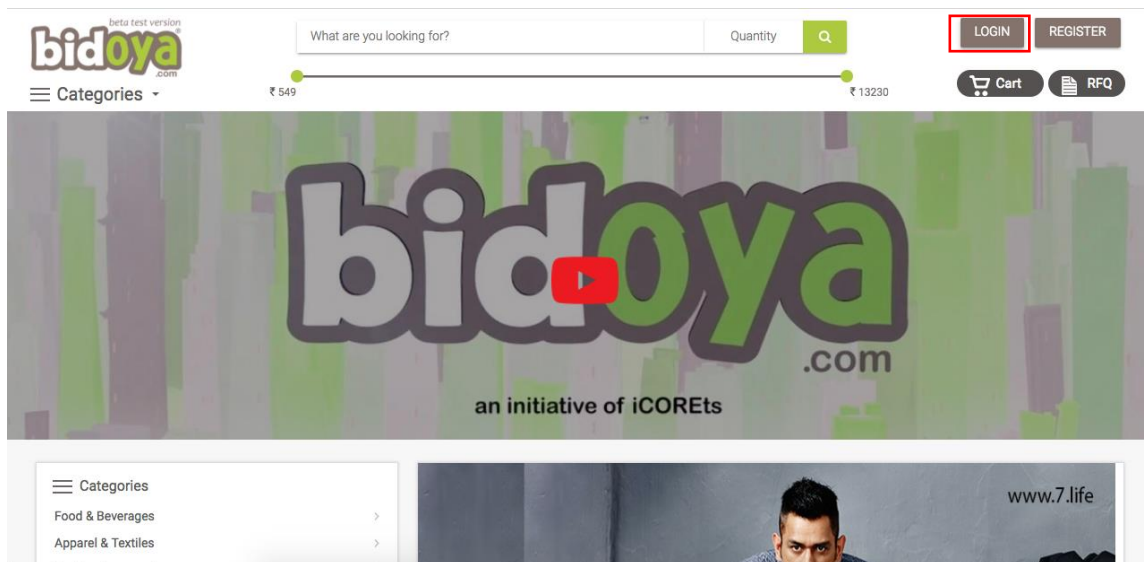 beta test version
bidoya
.com
What are you looking for?
Quantity
LOGIN
REGISTER
Categories
₹ 549
₹ 13230
Cart
RFQ
bidoya
.com
an initiative of iCOREts
Categories
Food & Beverages
Apparel & Textiles
www.7.life